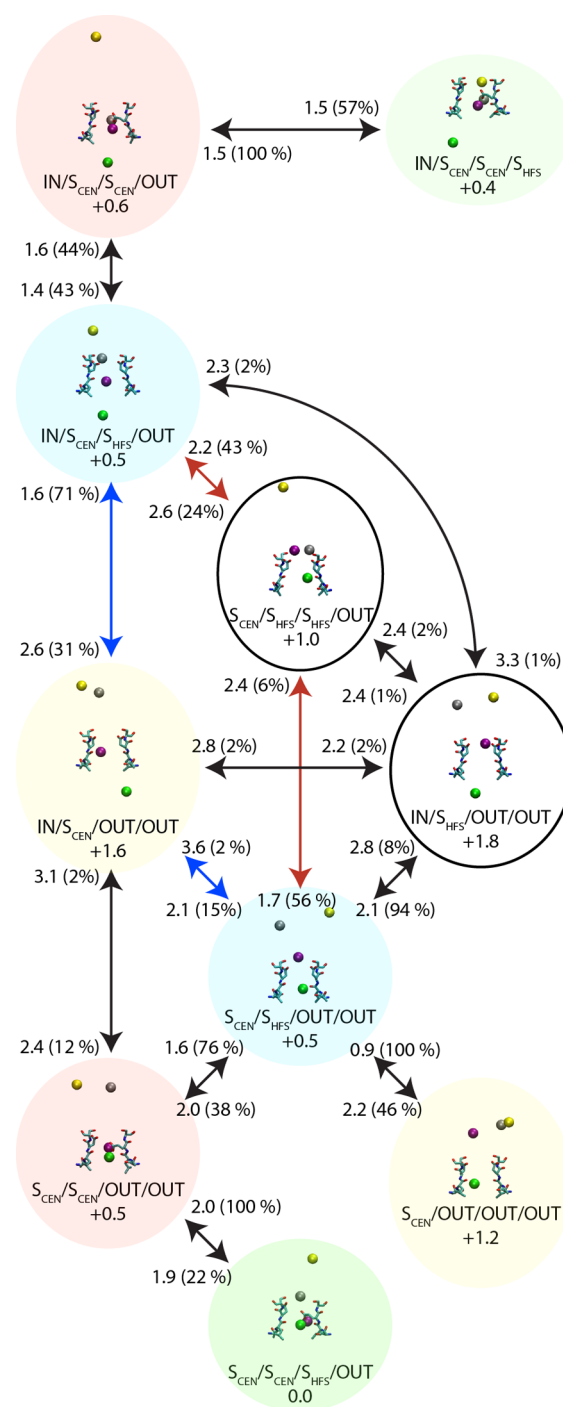 1.5 (57%)
1.5 (100 %)
IN/S_CEN/S_CEN/OUT
+0.6
IN/S_CEN/S_CEN/S_HFS
+0.4
1.6 (44%)
1.4 (43 %)
2.3 (2%)
IN/S_CEN/S_HFS/OUT
+0.5
2.2 (43 %)
1.6 (71 %)
2.6 (24%)
S_CEN/S_HFS/S_HFS/OUT
+1.0
2.4 (2%)
2.6 (31 %)
3.3 (1%)
2.4 (6%)
2.4 (1%)
2.8 (2%)
2.2 (2%)
IN/S_CEN/OUT/OUT
+1.6
IN/S_HFS/OUT/OUT
+1.8
3.6 (2 %)
2.8 (8%)
3.1 (2%)
2.1 (15%)
1.7 (56 %)
2.1 (94 %)
S_CEN/S_HFS/OUT/OUT
+0.5
2.4 (12 %)
1.6 (76 %)
0.9 (100 %)
2.0 (38 %)
2.2 (46 %)
S_CEN/S_CEN/OUT/OUT
+0.5
S_CEN/OUT/OUT/OUT
+1.2
2.0 (100 %)
1.9 (22 %)
S_CEN/S_CEN/S_HFS/OUT
0.0